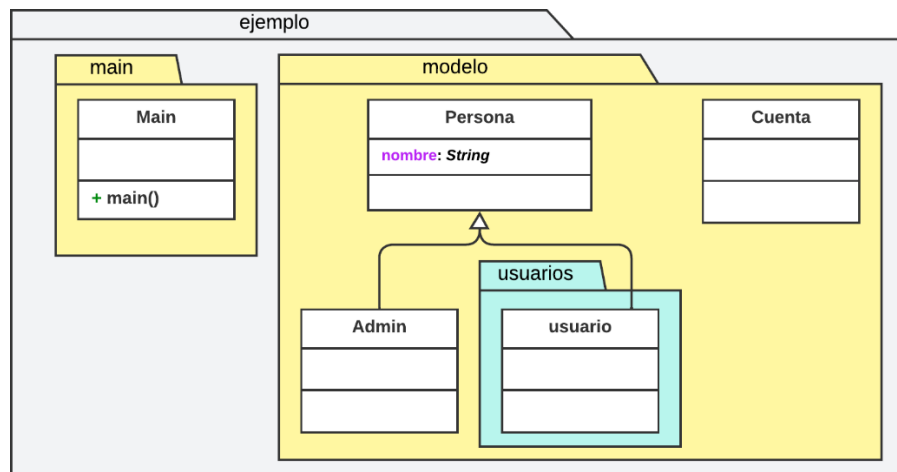 ejemplo
main
Main
+ main()
modelo
Persona
nombre: String
Cuenta
Admin
usuarios
usuario